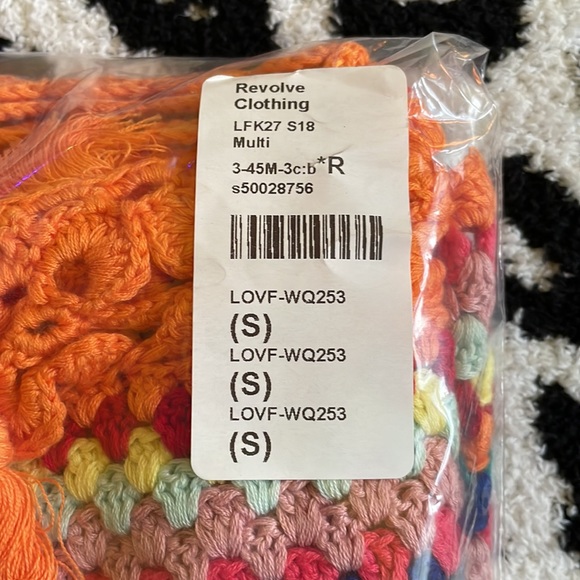 Revolve
Clothing
LFK27 S18
Multi
3-45M-3c:b*R
s50028756
LOVF-WQ253
(S)
LOVF-WQ253
(S)
LOVF-WQ253
(S)